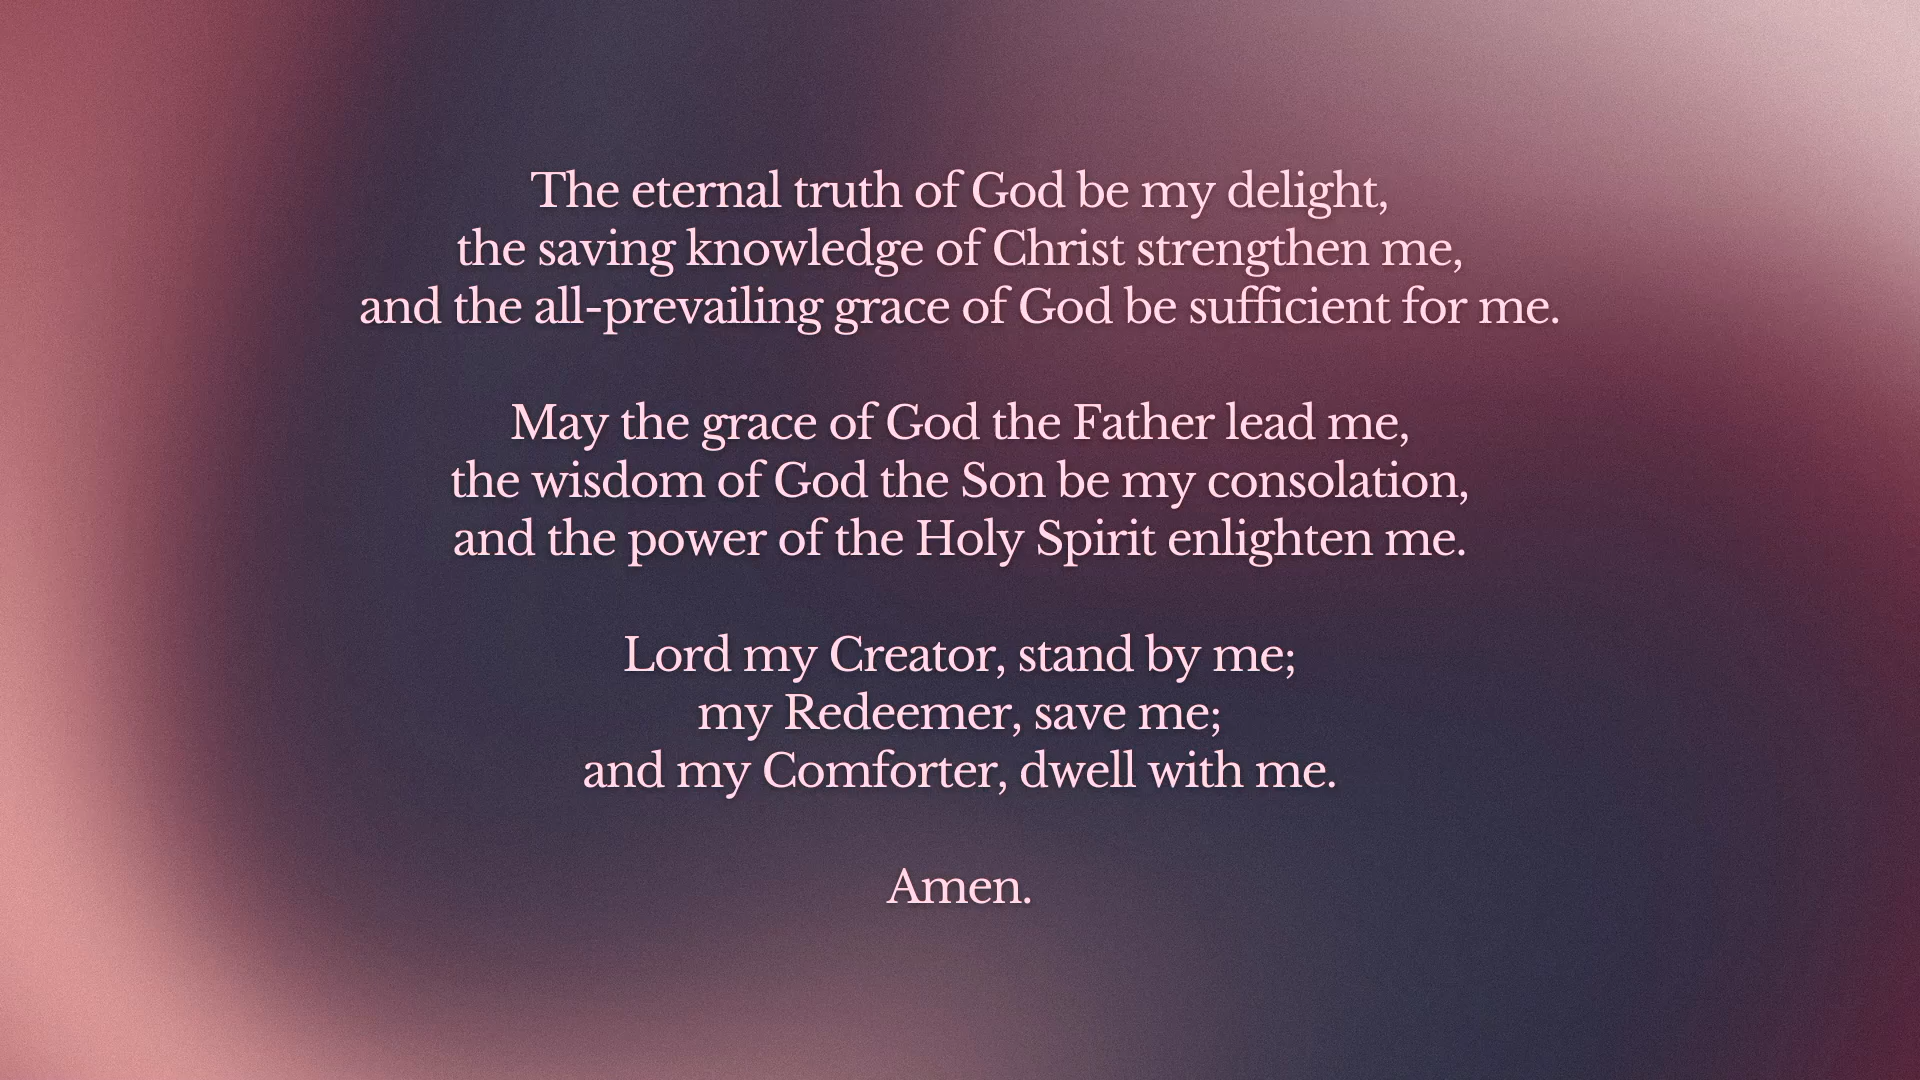 The eternal truth of God be my delight,
the saving knowledge of Christ strengthen me,
and the all-prevailing grace of God be sufficient for me.
May the grace of God the Father lead me,
the wisdom of God the Son be my consolation,
and the power of the Holy Spirit enlighten me.
Lord my Creator, stand by me;
my Redeemer, save me;
and my Comforter, dwell with me.
Amen.